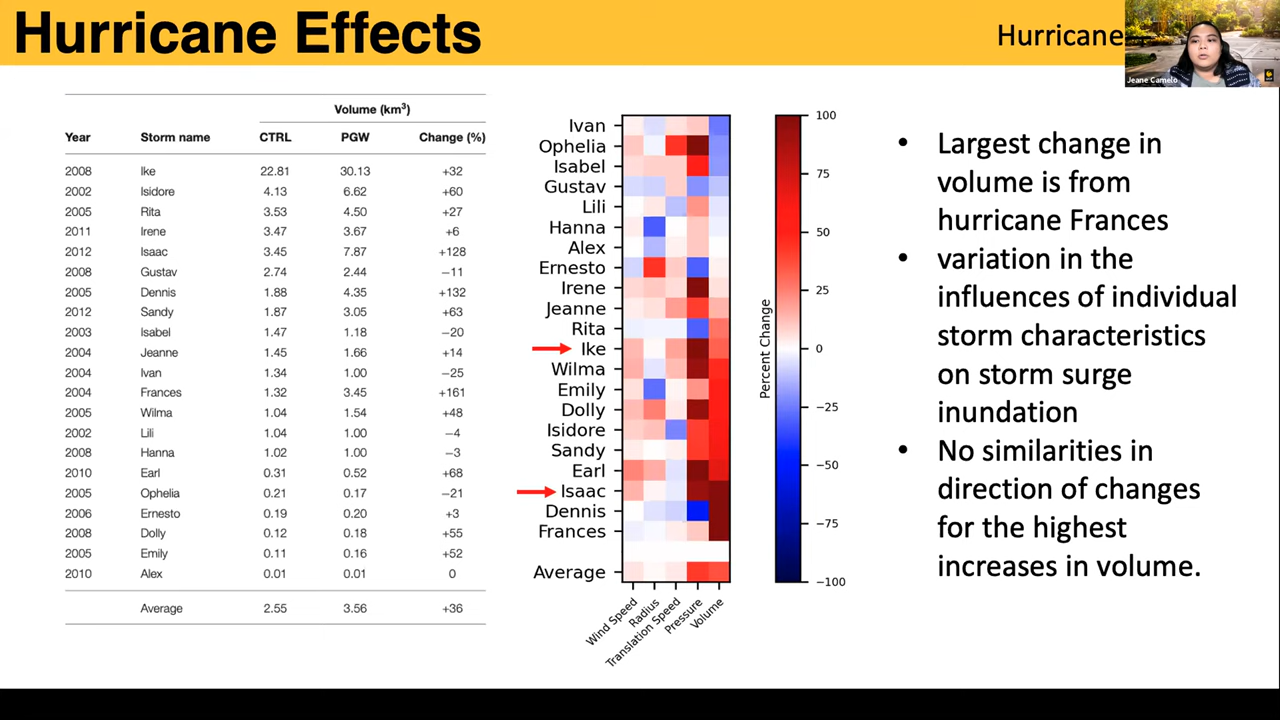 Hurricane Effects
Hurricane
Jeane Camelo
Volume (km³)
Year Storm name CTRL PGW Change (%)
2008 Ike 22.81 30.13 +32
2002 Isidore 4.13 6.62 +60
2005 Rita 3.53 4.50 +27
2011 Irene 3.47 3.67 +6
2012 Isaac 3.45 7.87 +128
2008 Gustav 2.74 2.44 −11
2005 Dennis 1.88 4.35 +132
2012 Sandy 1.87 3.05 +63
2003 Isabel 1.47 1.18 −20
2004 Jeanne 1.45 1.66 +14
2004 Ivan 1.34 1.00 −25
2004 Frances 1.32 3.45 +161
2005 Wilma 1.04 1.54 +48
2002 Lili 1.04 1.00 −4
2008 Hanna 1.02 1.00 −3
2010 Earl 0.31 0.52 +68
2005 Ophelia 0.21 0.17 −21
2006 Ernesto 0.19 0.20 +3
2008 Dolly 0.12 0.18 +55
2005 Emily 0.11 0.16 +52
2010 Alex 0.01 0.01 0
Average 2.55 3.56 +36
Ivan
Ophelia
Isabel
Gustav
Lili
Hanna
Alex
Ernesto
Irene
Jeanne
Rita
Ike
Wilma
Emily
Dolly
Isidore
Sandy
Earl
Isaac
Dennis
Frances
Average
Wind Speed
Radius
Translation Speed
Pressure
Volume
Percent Change
100
75
50
25
0
−25
−50
−75
−100
• Largest change in
volume is from
hurricane Frances
• variation in the
influences of individual
storm characteristics
on storm surge
inundation
• No similarities in
direction of changes
for the highest
increases in volume.